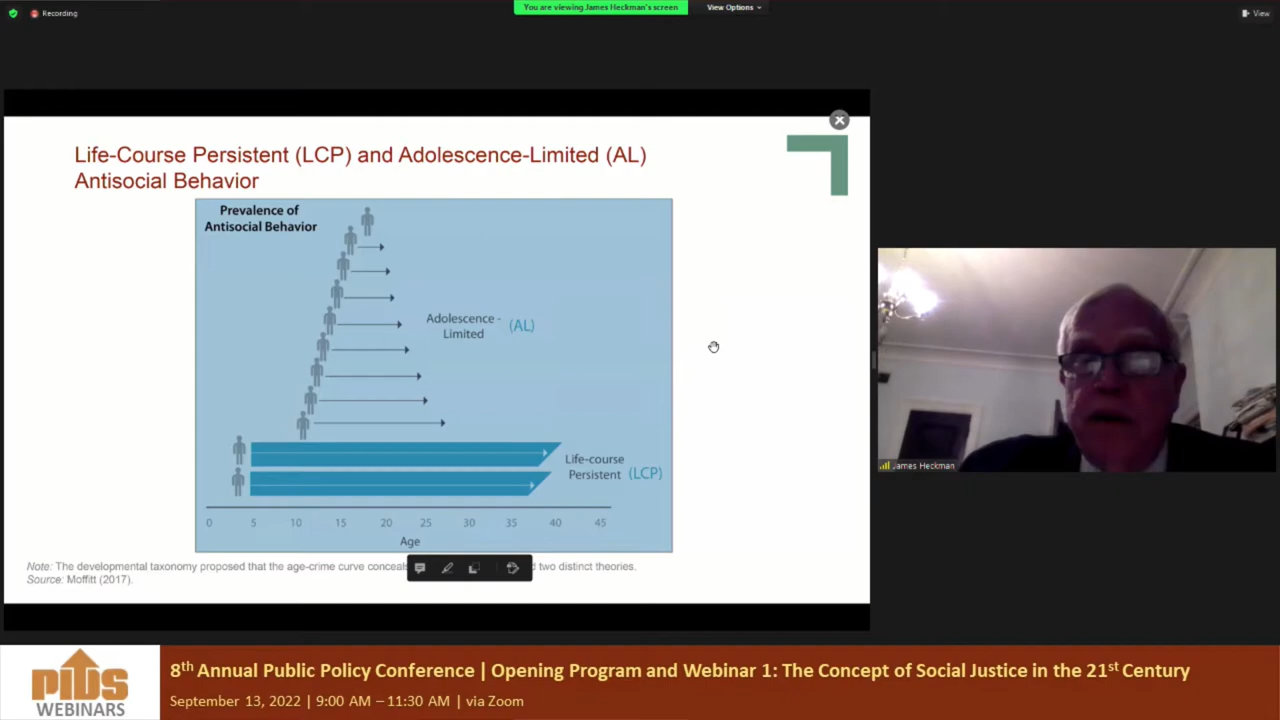 Recording
You are viewing James Heckman's screen
View Options
View
Life-Course Persistent (LCP) and Adolescence-Limited (AL)
Antisocial Behavior
Prevalence of
Antisocial Behavior
Adolescence -
Limited (AL)
Life-course
Persistent (LCP)
0 5 10 15 20 25 30 35 40 45
Age
Note: The developmental taxonomy proposed that the age-crime curve conceals two distinct theories.
Source: Moffitt (2017).
James Heckman
PIDS
WEBINARS
8th Annual Public Policy Conference | Opening Program and Webinar 1: The Concept of Social Justice in the 21st Century
September 13, 2022 | 9:00 AM – 11:30 AM | via Zoom